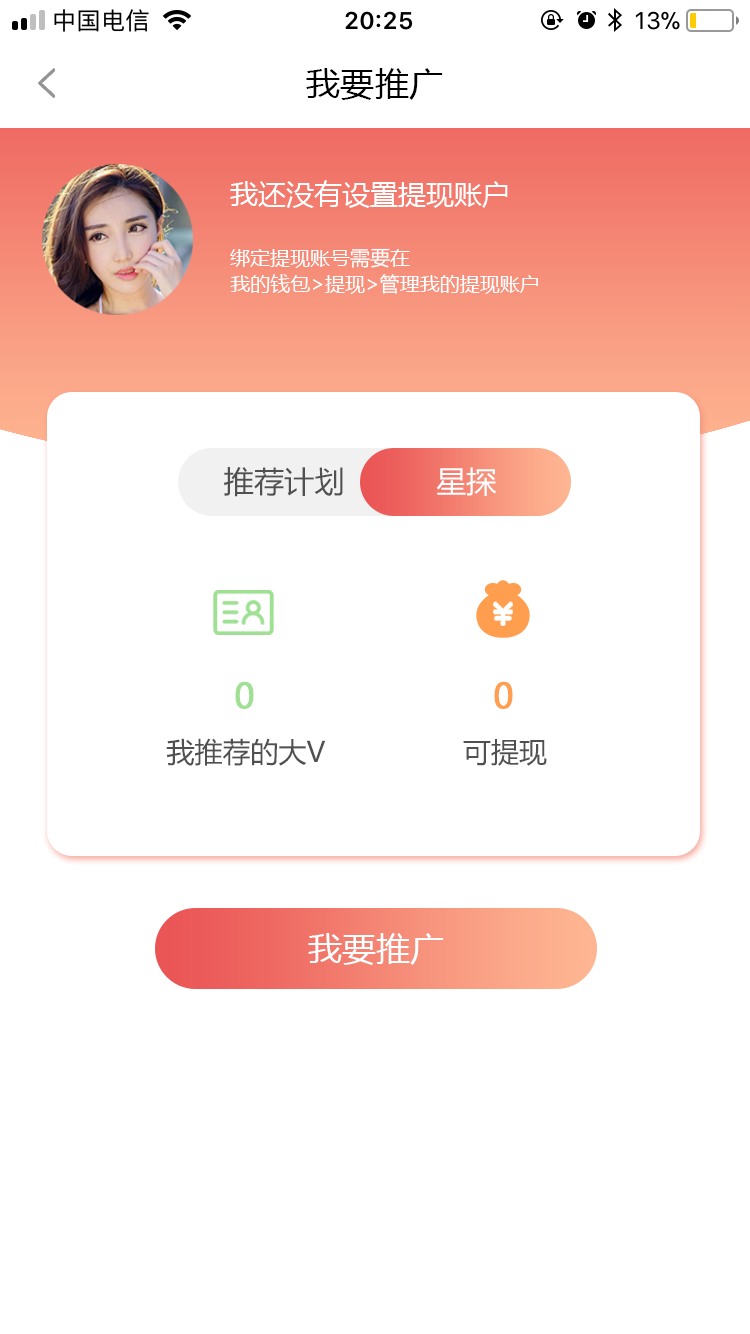 中国电信
20:25
13%
我要推广
我还没有设置提现账户
绑定提现账号需要在
我的钱包>提现>管理我的提现账户
推荐计划
星探
¥
0
0
我推荐的大V
可提现
我要推广